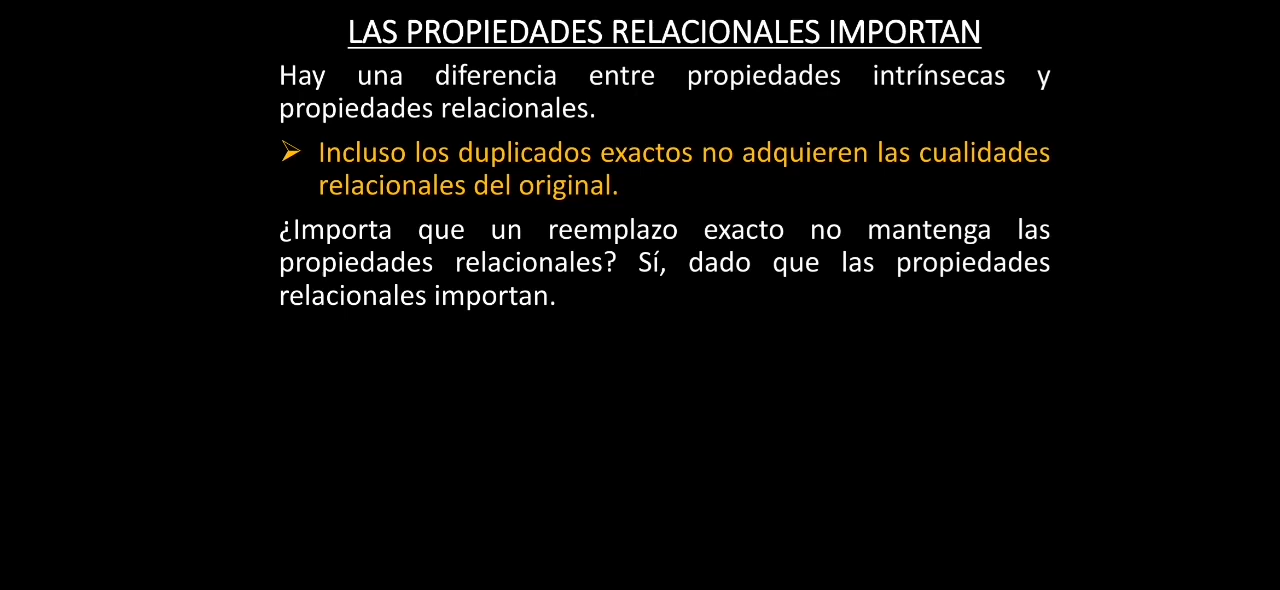 LAS PROPIEDADES RELACIONALES IMPORTAN
Hay una diferencia entre propiedades intrínsecas y
propiedades relacionales.
➢ Incluso los duplicados exactos no adquieren las cualidades
relacionales del original.
¿Importa que un reemplazo exacto no mantenga las
propiedades relacionales? Sí, dado que las propiedades
relacionales importan.